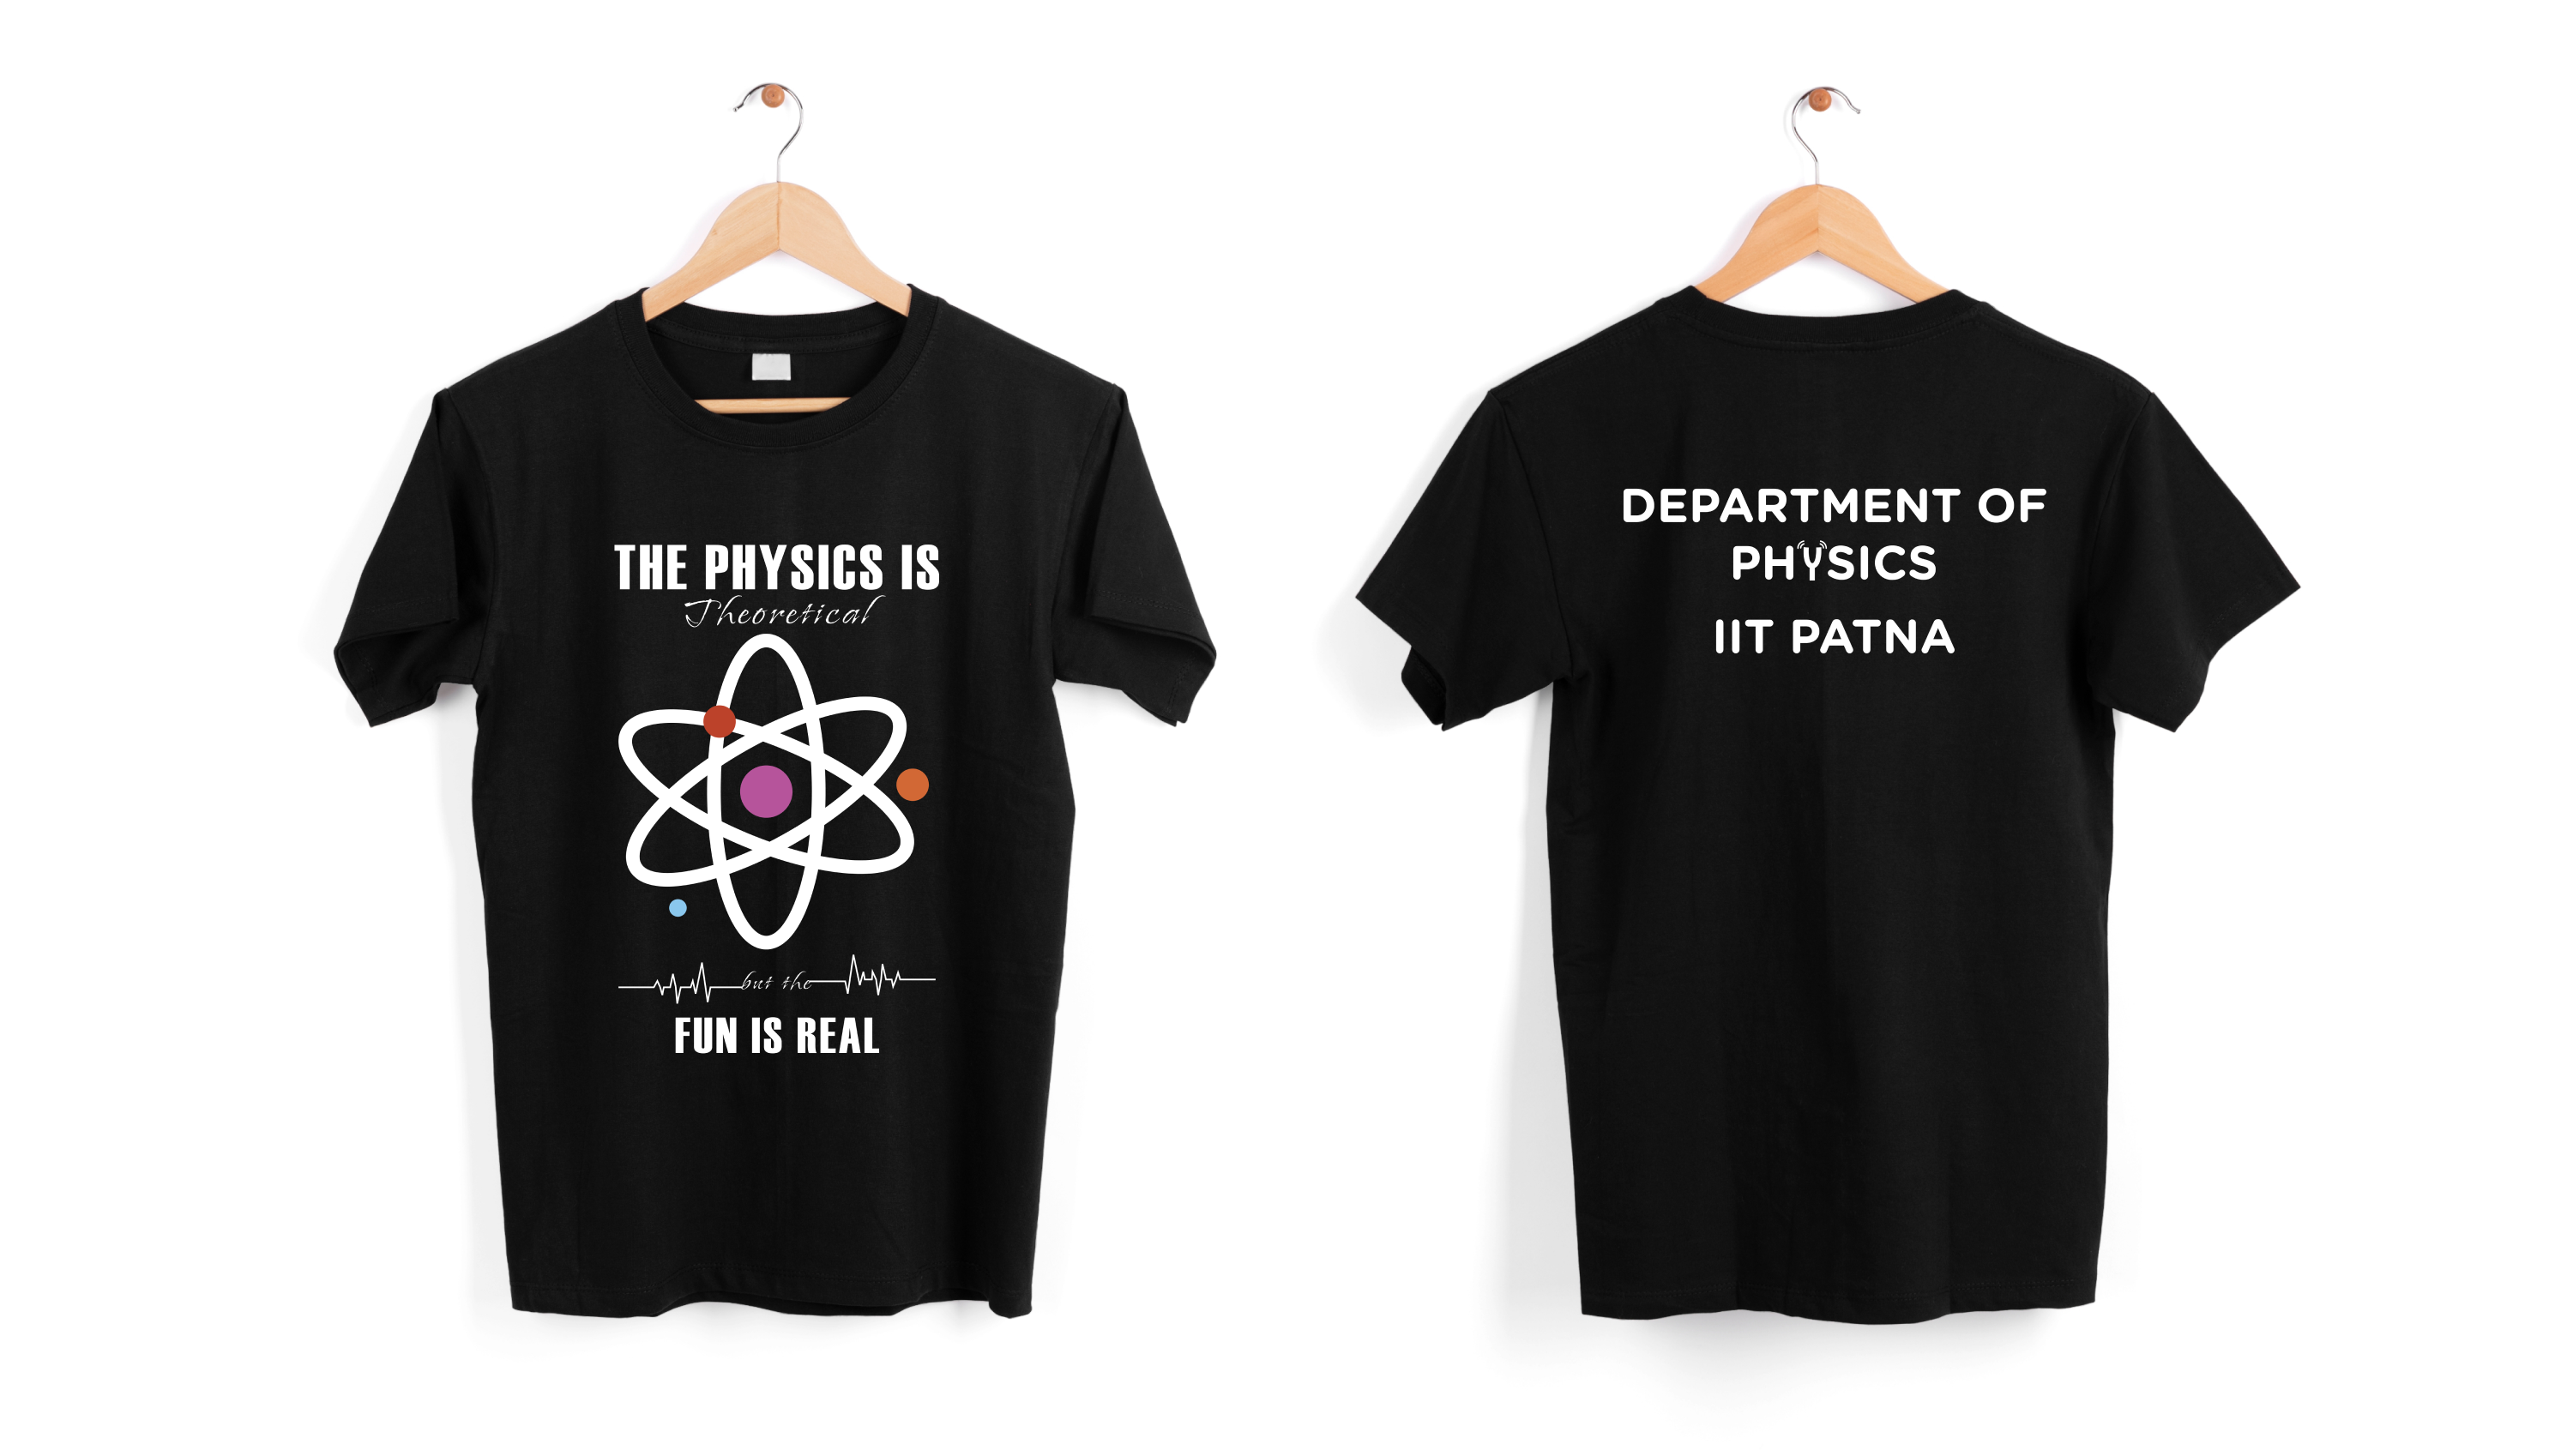 THE PHYSICS IS
Theoretical
but the
FUN IS REAL
DEPARTMENT OF
PHYSICS
IIT PATNA